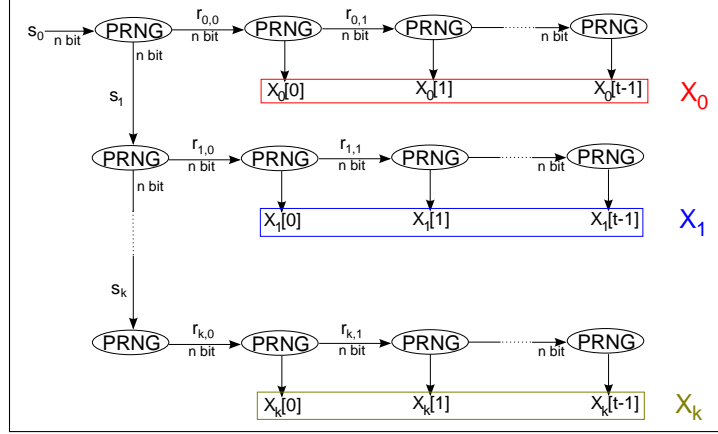 r0,0 r0,1
s0 PRNG PRNG PRNG PRNG
n bit n bit n bit n bit
n bit
X0[0] X0[1] X0[t-1] X0
s1
r1,0 r1,1
PRNG PRNG PRNG PRNG
n bit n bit n bit
n bit
X1[0] X1[1] X1[t-1] X1
sk
rk,0 rk,1
PRNG PRNG PRNG PRNG
n bit n bit n bit
Xk[0] Xk[1] Xk[t-1] Xk